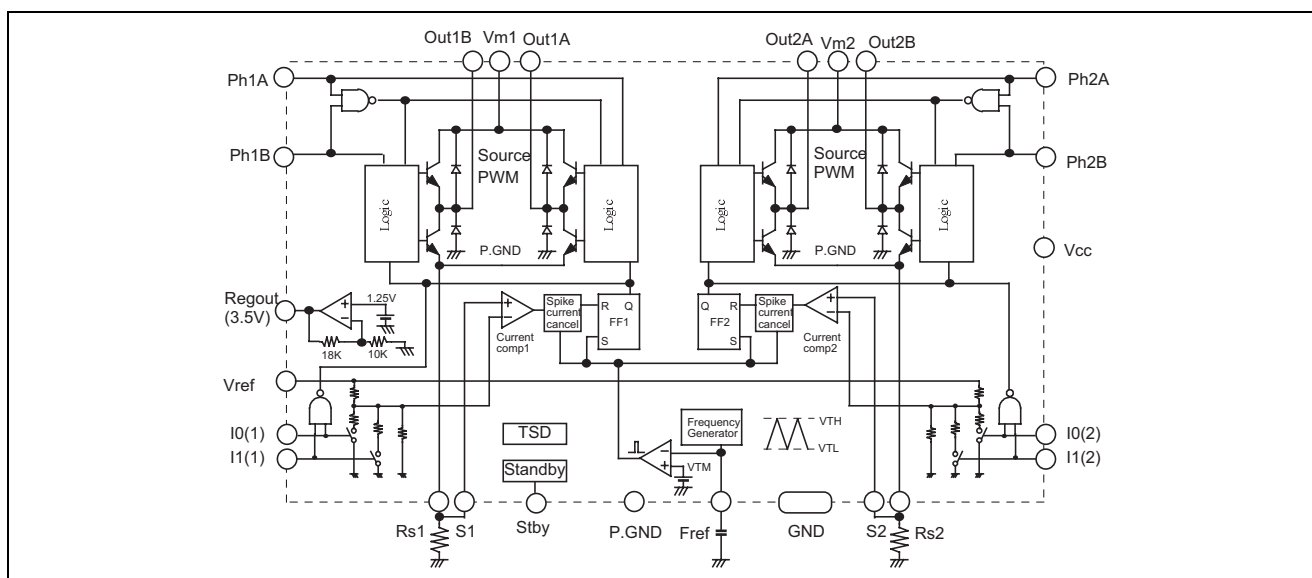 Out1B Vm1 Out1A Out2A Vm2 Out2B
Ph1A Ph2A
Ph1B Ph2B
Source PWM
Source PWM
Logic Logic Logic Logic
P.GND P.GND
Vcc
Regout (3.5V)
1.25V
+ −
18K 10K
+ −
Current comp1
Spike current cancel
R Q
FF1
S
Q R
FF2
S
Spike current cancel
+ −
Current comp2
Vref
I0(1) I0(2)
I1(1) I1(2)
TSD
Standby
Frequency Generator
− +
VTM
VTH
VTL
Rs1 S1 Stby P.GND Fref GND S2 Rs2